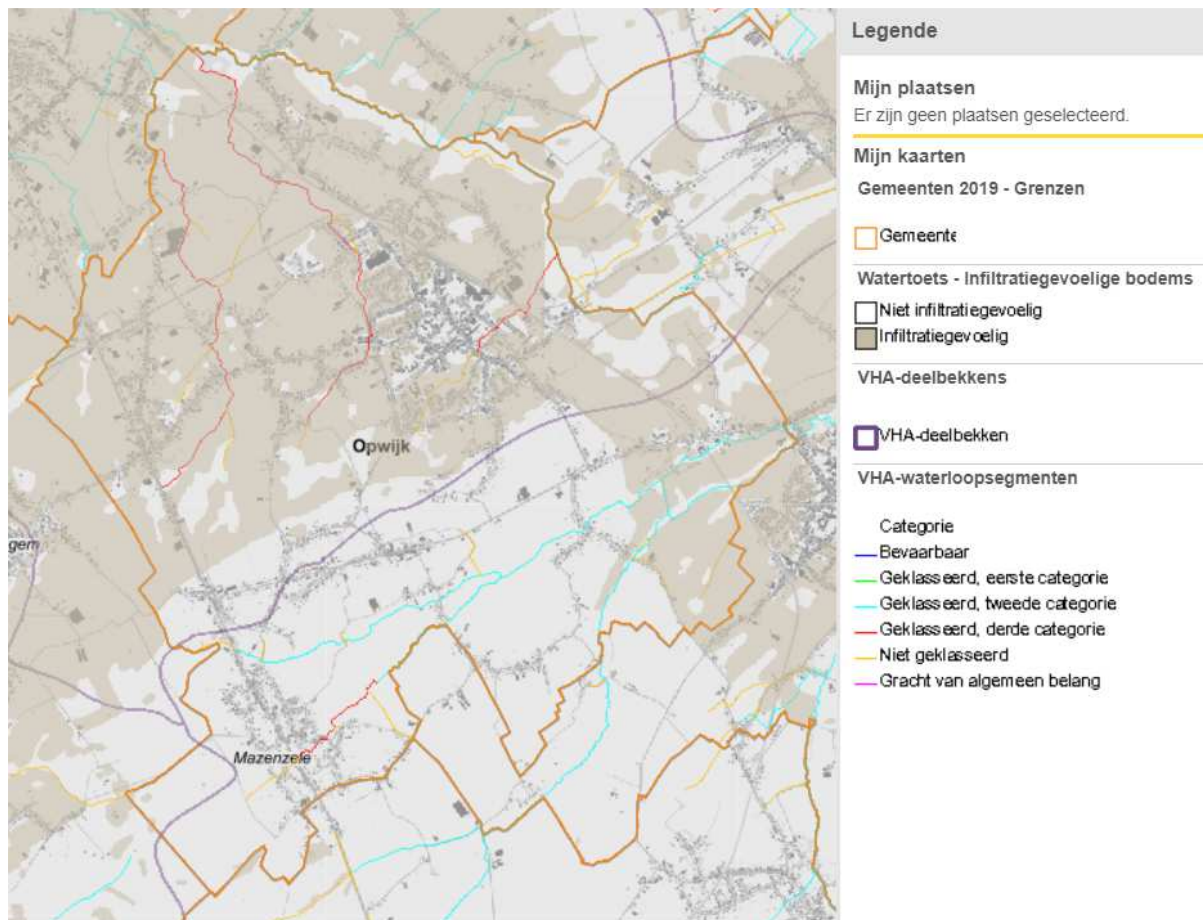 Opwijk
gem
Mazenzele
Legende
Mijn plaatsen
Er zijn geen plaatsen geselecteerd.
Mijn kaarten
Gemeenten 2019 - Grenzen
Gemeente
Watertoets - Infiltratiegevoelige bodems
Niet infiltratiegevoelig
Infiltratiegevoelig
VHA-deelbekkens
VHA-deelbekken
VHA-waterloopsegmenten
Categorie
Bevaarbaar
Geklasseerd, eerste categorie
Geklasseerd, tweede categorie
Geklasseerd, derde categorie
Niet geklasseerd
Gracht van algemeen belang